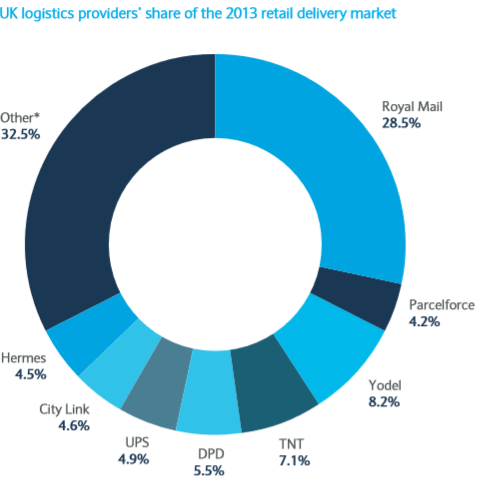 UK logistics providers’ share of the 2013 retail delivery market
Royal Mail
28.5%
Parcelforce
4.2%
Yodel
8.2%
TNT
7.1%
DPD
5.5%
UPS
4.9%
City Link
4.6%
Hermes
4.5%
Other*
32.5%